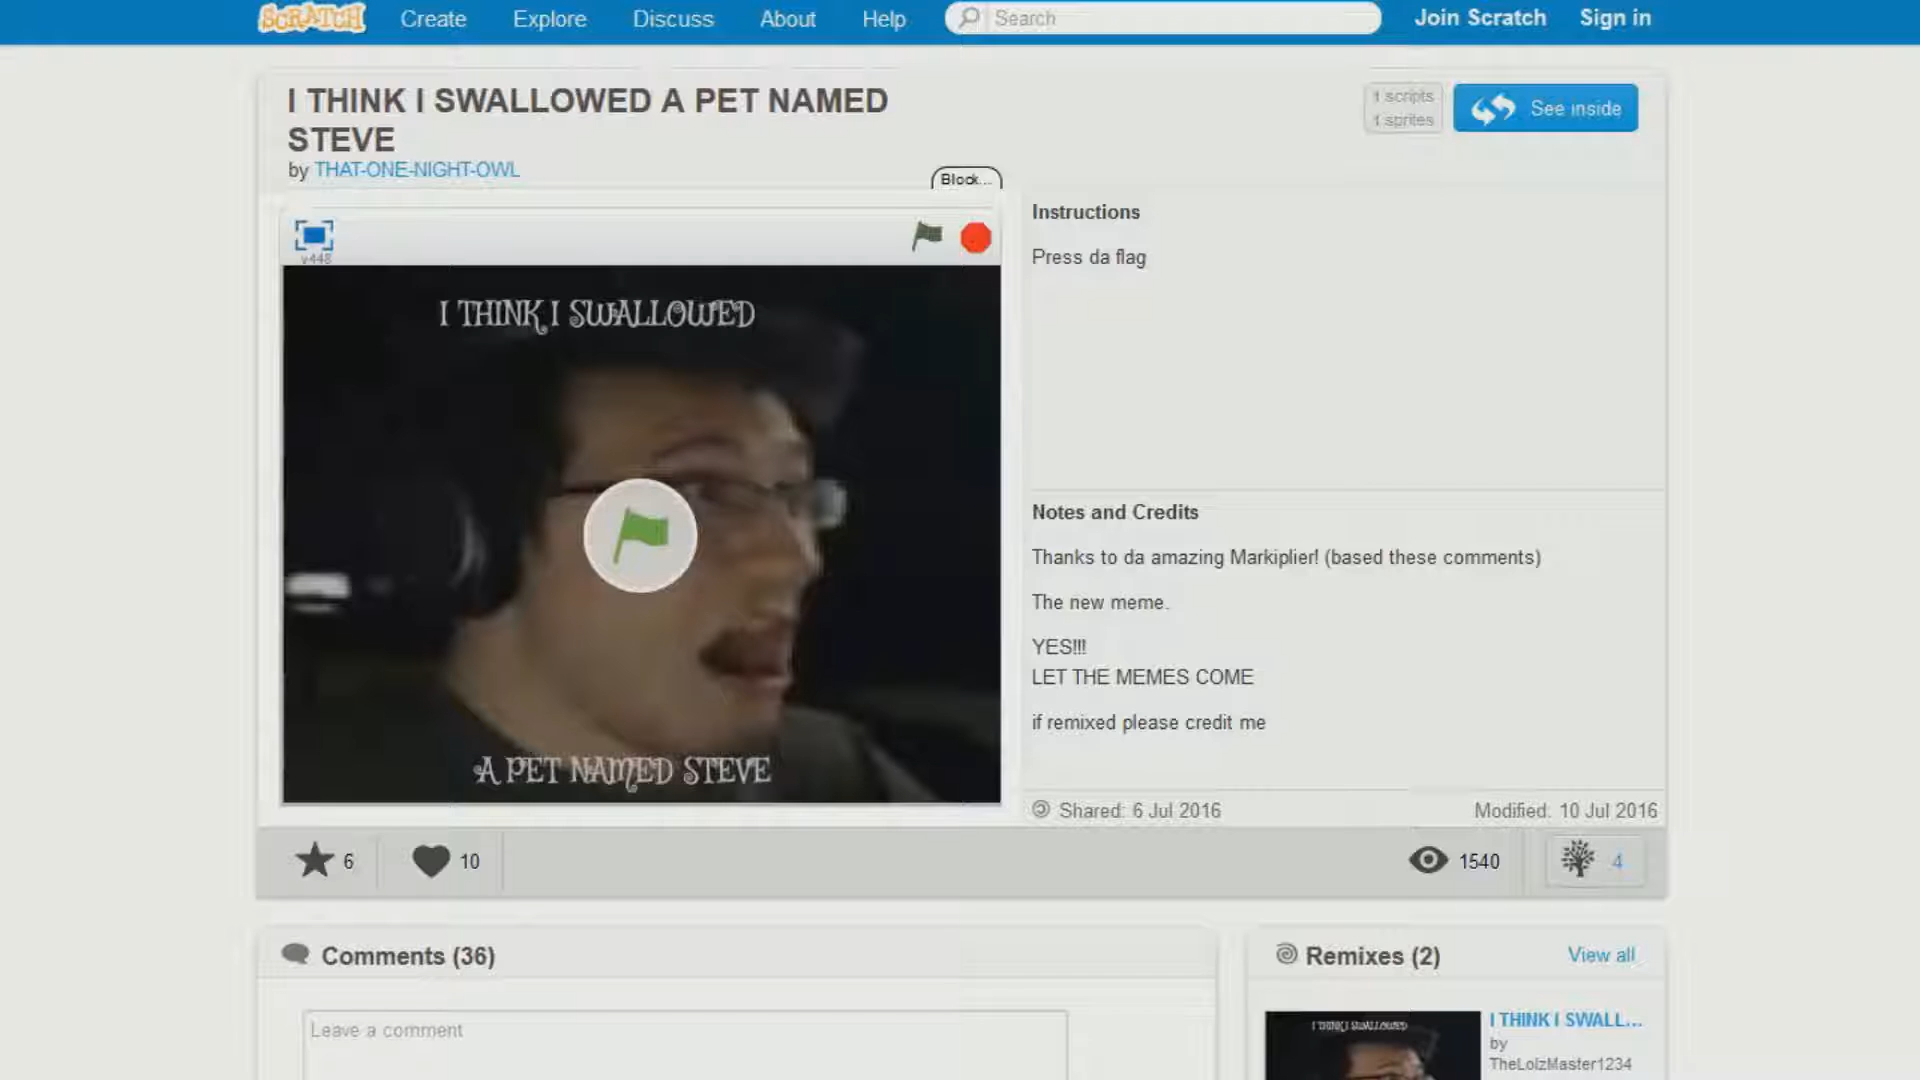 SCRATCH
Create
Explore
Discuss
About
Help
Search
Join Scratch
Sign in
I THINK I SWALLOWED A PET NAMED
STEVE
by THAT-ONE-NIGHT-OWL
1 scripts
1 sprites
See inside
Block...
v448
I THINK I SWALLOWED
A PET NAMED STEVE
Instructions
Press da flag
Notes and Credits
Thanks to da amazing Markiplier! (based these comments)
The new meme.
YES!!!
LET THE MEMES COME
if remixed please credit me
Shared: 6 Jul 2016
Modified: 10 Jul 2016
6
10
1540
4
Comments (36)
Leave a comment
Remixes (2)
View all
I THINK I SWALLOWED
I THINK I SWALL...
by
TheLolzMaster1234